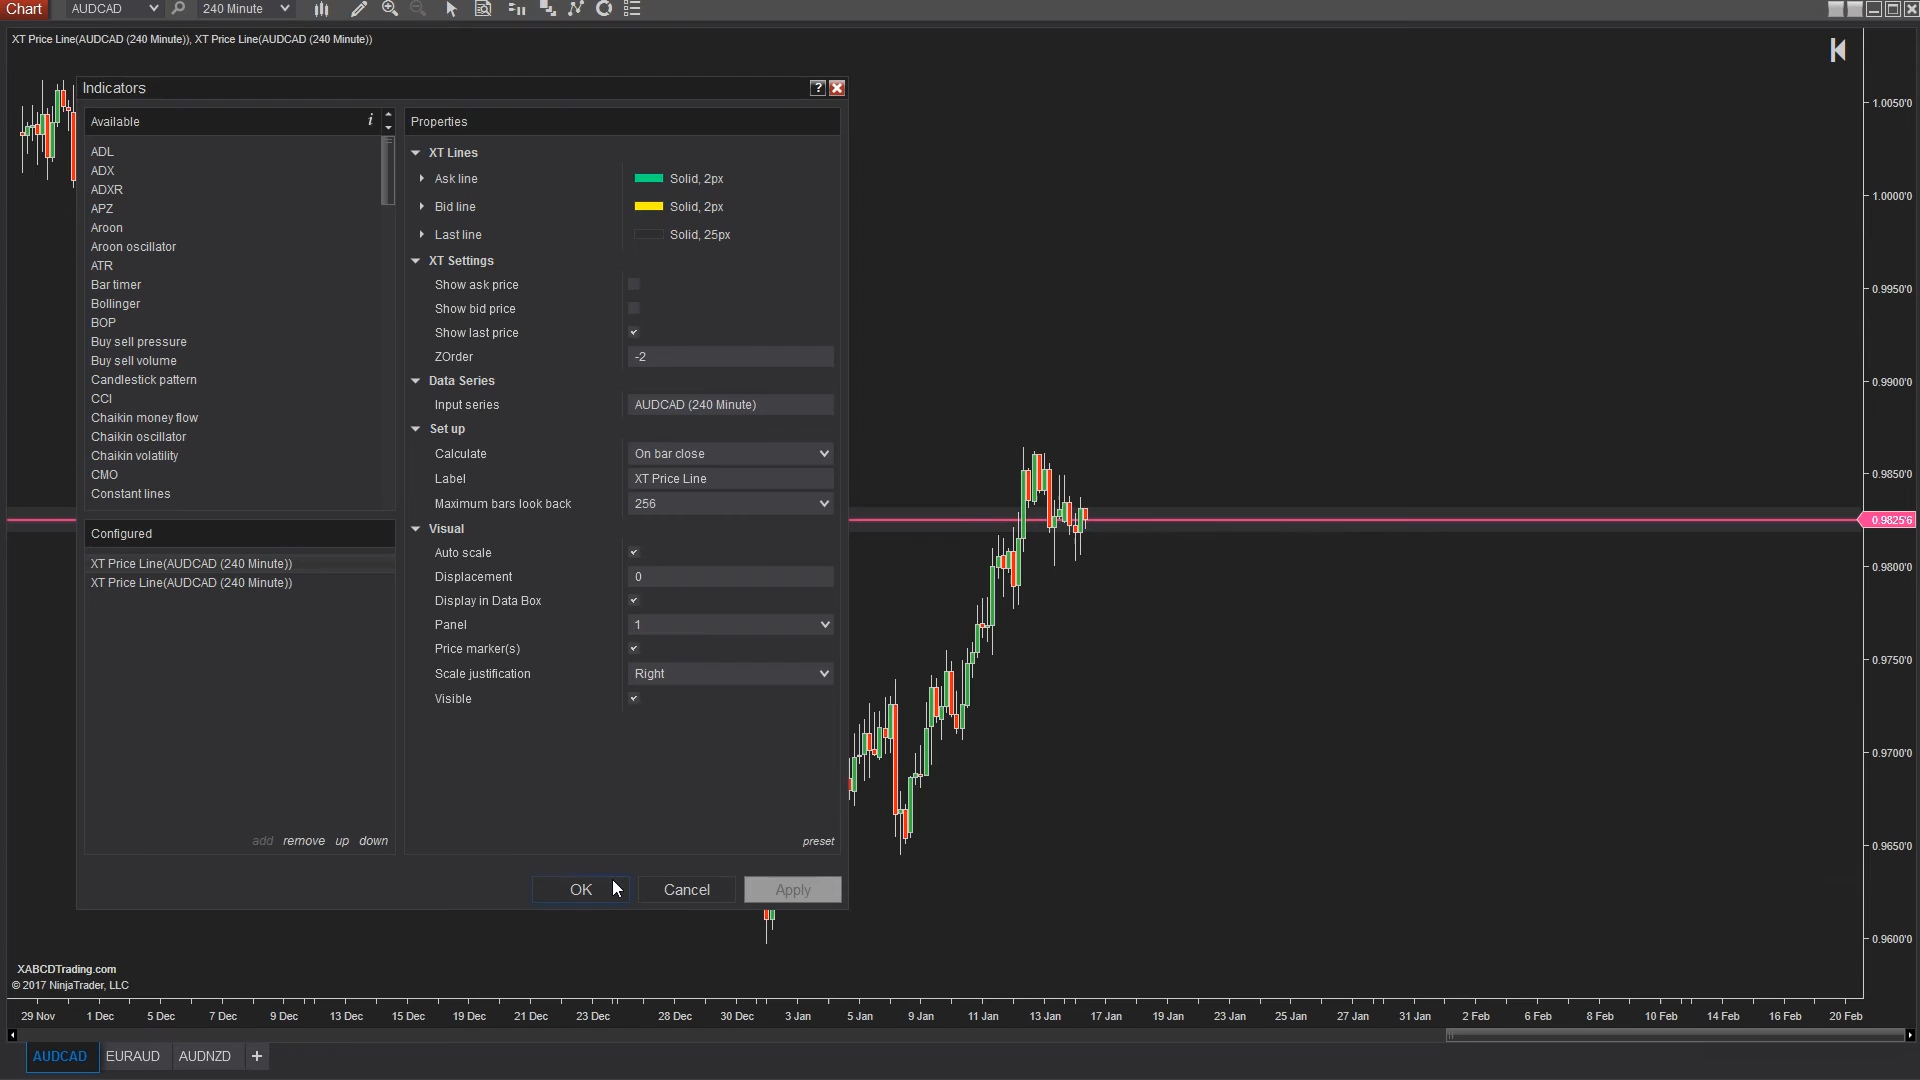 Chart AUDCAD 240 Minute
XT Price Line(AUDCAD (240 Minute)), XT Price Line(AUDCAD (240 Minute))
Indicators ?
Available i
ADL
ADX
ADXR
APZ
Aroon
Aroon oscillator
ATR
Bar timer
Bollinger
BOP
Buy sell pressure
Buy sell volume
Candlestick pattern
CCI
Chaikin money flow
Chaikin oscillator
Chaikin volatility
CMO
Constant lines
Configured
XT Price Line(AUDCAD (240 Minute))
XT Price Line(AUDCAD (240 Minute))
add remove up down
Properties
XT Lines
Ask line Solid, 2px
Bid line Solid, 2px
Last line Solid, 25px
XT Settings
Show ask price
Show bid price
Show last price
ZOrder -2
Data Series
Input series AUDCAD (240 Minute)
Set up
Calculate On bar close
Label XT Price Line
Maximum bars look back 256
Visual
Auto scale
Displacement 0
Display in Data Box
Panel 1
Price marker(s)
Scale justification Right
Visible
preset
OK Cancel Apply
1.0050'0
1.0000'0
0.9950'0
0.9900'0
0.9850'0
0.9825'6
0.9800'0
0.9750'0
0.9700'0
0.9650'0
0.9600'0
XABCDTrading.com
© 2017 NinjaTrader, LLC
29 Nov 1 Dec 5 Dec 7 Dec 9 Dec 13 Dec 15 Dec 19 Dec 21 Dec 23 Dec 28 Dec 30 Dec 3 Jan 5 Jan 9 Jan 11 Jan 13 Jan 17 Jan 19 Jan 23 Jan 25 Jan 27 Jan 31 Jan 2 Feb 6 Feb 8 Feb 10 Feb 14 Feb 16 Feb 20 Feb
AUDCAD EURAUD AUDNZD +